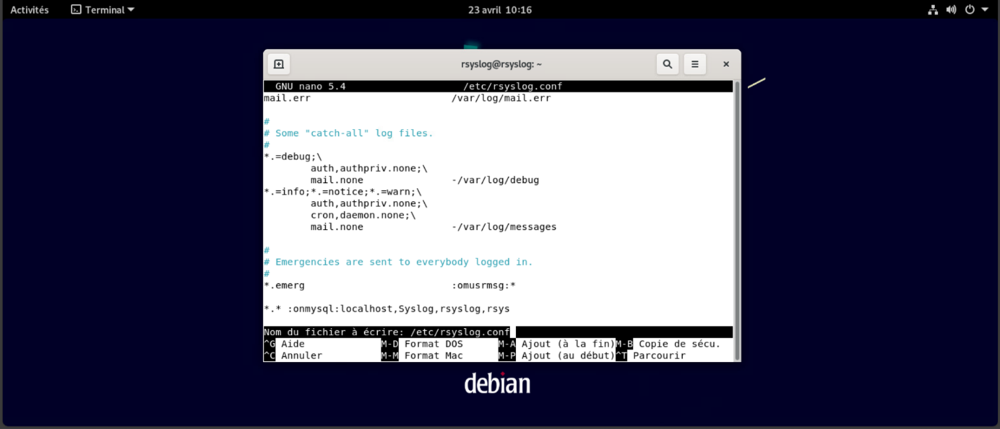 Activités Terminal 23 avril 10:16
rsyslog@rsyslog: ~
GNU nano 5.4 /etc/rsyslog.conf
mail.err /var/log/mail.err
#
# Some "catch-all" log files.
#
*.=debug;\
auth,authpriv.none;\
mail.none -/var/log/debug
*.=info;*.=notice;*.=warn;\
auth,authpriv.none;\
cron,daemon.none;\
mail.none -/var/log/messages
#
# Emergencies are sent to everybody logged in.
#
*.emerg :omusrmsg:*
*.* :onmysql:localhost,Syslog,rsyslog,rsys
Nom du fichier à écrire: /etc/rsyslog.conf
^G Aide M-D Format DOS M-A Ajout (à la fin) M-B Copie de sécu.
^C Annuler M-M Format Mac M-P Ajout (au début) ^T Parcourir
debian